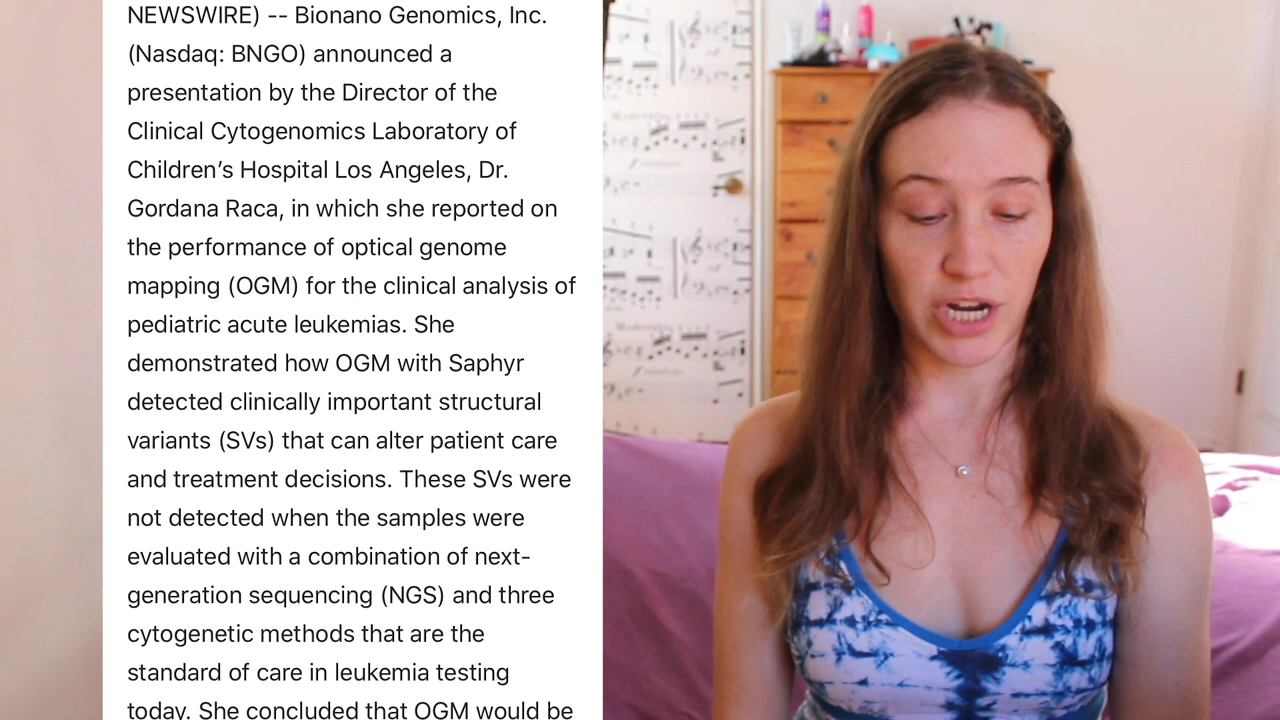 NEWSWIRE) -- Bionano Genomics, Inc.
(Nasdaq: BNGO) announced a
presentation by the Director of the
Clinical Cytogenomics Laboratory of
Children’s Hospital Los Angeles, Dr.
Gordana Raca, in which she reported on
the performance of optical genome
mapping (OGM) for the clinical analysis of
pediatric acute leukemias. She
demonstrated how OGM with Saphyr
detected clinically important structural
variants (SVs) that can alter patient care
and treatment decisions. These SVs were
not detected when the samples were
evaluated with a combination of next-
generation sequencing (NGS) and three
cytogenetic methods that are the
standard of care in leukemia testing
today. She concluded that OGM would be